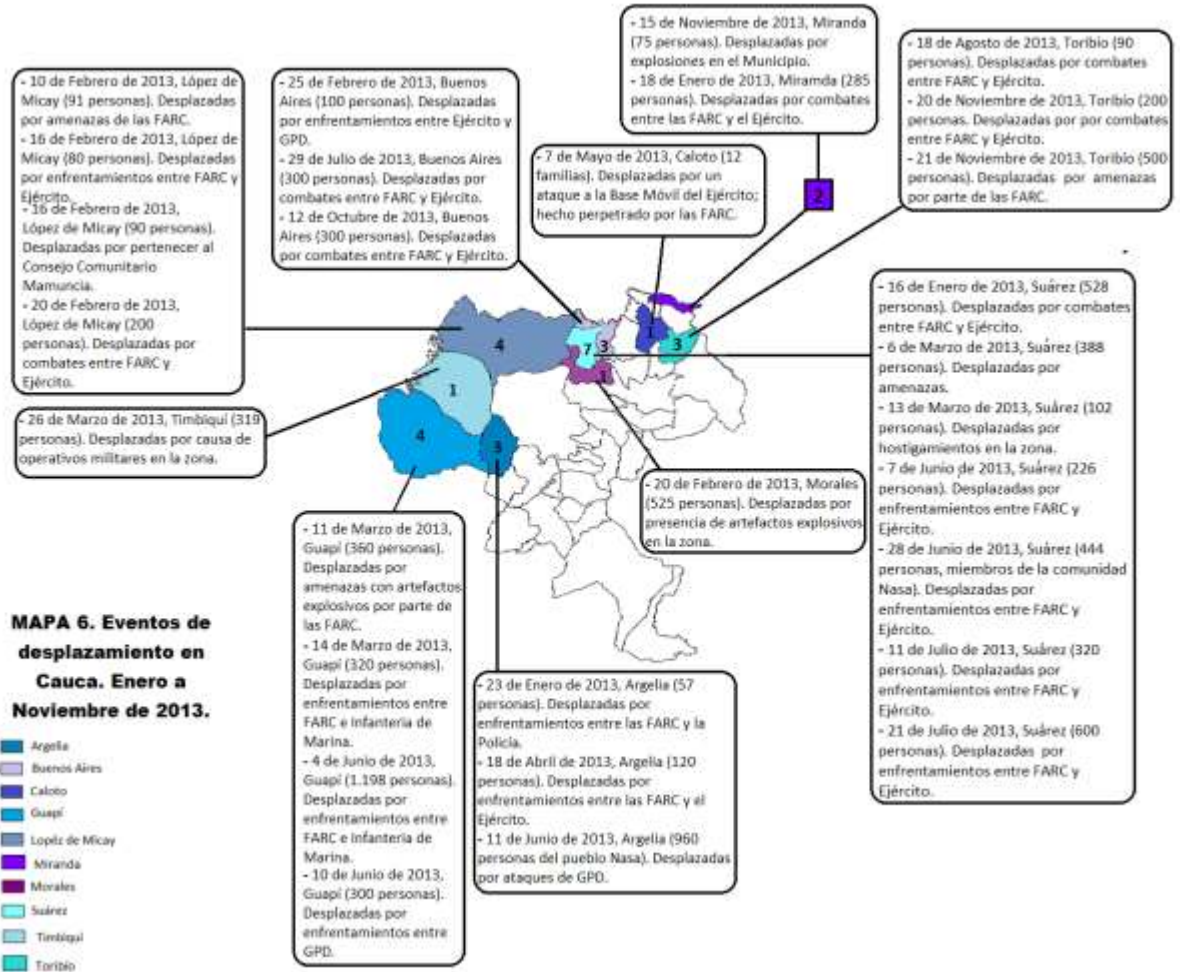 - 10 de Febrero de 2013, López de
Micay (91 personas). Desplazadas
por amenazas de las FARC.
- 16 de Febrero de 2013, López de
Micay (80 personas). Desplazadas
por enfrentamientos entre FARC y
Ejército.
- 16 de Febrero de 2013,
López de Micay (90 personas).
Desplazadas por pertenecer al
Consejo Comunitario
Mamuncia.
- 20 de Febrero de 2013,
López de Micay (200
personas). Desplazadas por
combates entre FARC y
Ejército.
- 25 de Febrero de 2013, Buenos
Aires (100 personas). Desplazadas
por enfrentamientos entre Ejército y
GPD.
- 29 de Julio de 2013, Buenos Aires
(300 personas). Desplazadas por
combates entre FARC y Ejército.
- 12 de Octubre de 2013, Buenos
Aires (300 personas). Desplazadas
por combates entre FARC y Ejército.
- 7 de Mayo de 2013, Caloto (12
familias). Desplazadas por un
ataque a la Base Móvil del Ejército;
hecho perpetrado por las FARC.
- 15 de Noviembre de 2013, Miranda
(75 personas). Desplazadas por
explosiones en el Municipio.
- 18 de Enero de 2013, Miramda (285
personas). Desplazadas por combates
entre las FARC y el Ejército.
- 18 de Agosto de 2013, Toribío (90
personas). Desplazadas por combates
entre FARC y Ejército.
- 20 de Noviembre de 2013, Toribío (200
personas. Desplazadas por por combates
entre FARC y Ejército.
- 21 de Noviembre de 2013, Toribío (500
personas). Desplazadas por amenazas
por parte de las FARC.
2
4
7
3
1
3
1
1
4
3
- 26 de Marzo de 2013, Timbiquí (319
personas). Desplazadas por causa de
operativos militares en la zona.
- 20 de Febrero de 2013, Morales
(525 personas). Desplazadas por
presencia de artefactos explosivos
en la zona.
- 16 de Enero de 2013, Suárez (528
personas). Desplazadas por combates
entre FARC y Ejército.
- 6 de Marzo de 2013, Suárez (388
personas). Desplazadas por
amenazas.
- 13 de Marzo de 2013, Suárez (102
personas). Desplazadas por
hostigamientos en la zona.
- 7 de Junio de 2013, Suárez (226
personas). Desplazadas por
enfrentamientos entre FARC y
Ejército.
- 28 de Junio de 2013, Suárez (444
personas, miembros de la comunidad
Nasa). Desplazadas por
enfrentamientos entre FARC y
Ejército.
- 11 de Julio de 2013, Suárez (320
personas). Desplazadas por
enfrentamientos entre FARC y
Ejército.
- 21 de Julio de 2013, Suárez (600
personas). Desplazadas por
enfrentamientos entre FARC y
Ejército.
- 11 de Marzo de 2013,
Guapí (360 personas).
Desplazadas por
amenazas con artefactos
explosivos por parte de
las FARC.
- 14 de Marzo de 2013,
Guapí (320 personas).
Desplazadas por
enfrentamientos entre
FARC e Infantería de
Marina.
- 4 de Junio de 2013,
Guapí (1.198 personas).
Desplazadas por
enfrentamientos entre
FARC e Infantería de
Marina.
- 10 de Junio de 2013,
Guapí (300 personas).
Desplazadas por
enfrentamientos entre
GPD.
- 23 de Enero de 2013, Argelia (57
personas). Desplazadas por
enfrentamientos entre las FARC y la
Policía.
- 18 de Abril de 2013, Argelia (120
personas). Desplazadas por
enfrentamientos entre las FARC y el
Ejército.
- 11 de Junio de 2013, Argelia (960
personas del pueblo Nasa). Desplazadas
por ataques de GPD.
MAPA 6. Eventos de
desplazamiento en
Cauca. Enero a
Noviembre de 2013.
Argelia
Buenos Aires
Caloto
Guapí
Lopéz de Micay
Miranda
Morales
Suárez
Timbiquí
Toribío